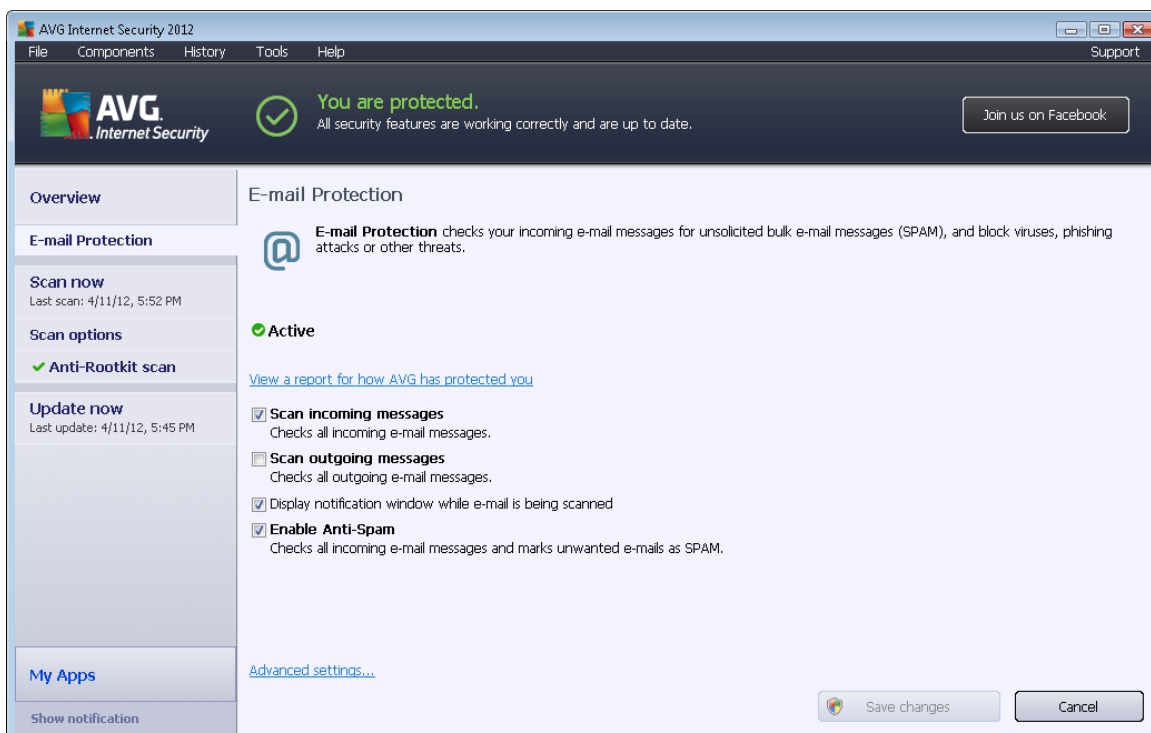 AVG Internet Security 2012
File Components History Tools Help Support
AVG.
Internet Security
You are protected.
All security features are working correctly and are up to date.
Join us on Facebook
Overview
E-mail Protection
Scan now
Last scan: 4/11/12, 5:52 PM
Scan options
Anti-Rootkit scan
Update now
Last update: 4/11/12, 5:45 PM
My Apps
Show notification
E-mail Protection
@
E-mail Protection checks your incoming e-mail messages for unsolicited bulk e-mail messages (SPAM), and block viruses, phishing
attacks or other threats.
Active
View a report for how AVG has protected you
Scan incoming messages
Checks all incoming e-mail messages.
Scan outgoing messages
Checks all outgoing e-mail messages.
Display notification window while e-mail is being scanned
Enable Anti-Spam
Checks all incoming e-mail messages and marks unwanted e-mails as SPAM.
Advanced settings...
Save changes
Cancel